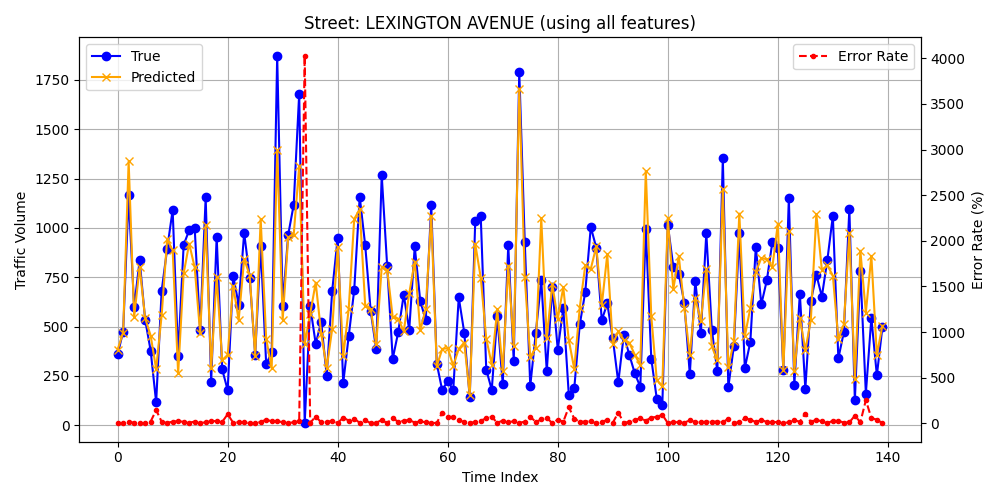 Street: LEXINGTON AVENUE (using all features)
True
Predicted
Error Rate
Traffic Volume
0
250
500
750
1000
1250
1500
1750
Error Rate (%)
0
500
1000
1500
2000
2500
3000
3500
4000
0 20 40 60 80 100 120 140
Time Index